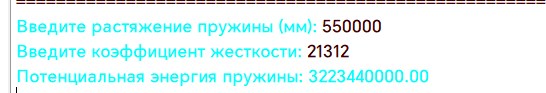 Введите растяжение пружины (мм): 550000
Введите коэффициент жесткости: 21312
Потенциальная энергия пружины: 3223440000.00